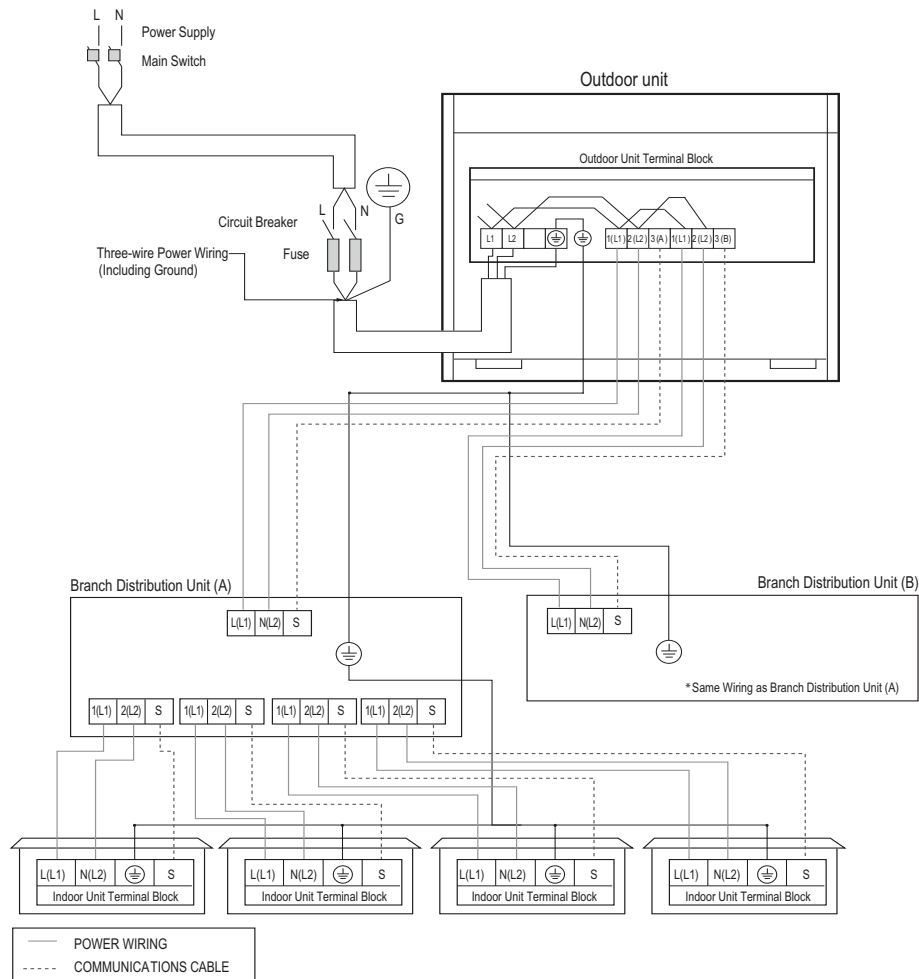 L N
Power Supply
Main Switch
Outdoor unit
Outdoor Unit Terminal Block
L1 L2 1(L1) 2(L2) 3(A) 1(L1) 2(L2) 3(B)
L N
G
Circuit Breaker
Fuse
Three-wire Power Wiring
(Including Ground)
Branch Distribution Unit (A)
L(L1) N(L2) S
1(L1) 2(L2) S 1(L1) 2(L2) S 1(L1) 2(L2) S 1(L1) 2(L2) S
Branch Distribution Unit (B)
L(L1) N(L2) S
*Same Wiring as Branch Distribution Unit (A)
L(L1) N(L2) S
Indoor Unit Terminal Block
L(L1) N(L2) S
Indoor Unit Terminal Block
L(L1) N(L2) S
Indoor Unit Terminal Block
L(L1) N(L2) S
Indoor Unit Terminal Block
POWER WIRING
COMMUNICATIONS CABLE